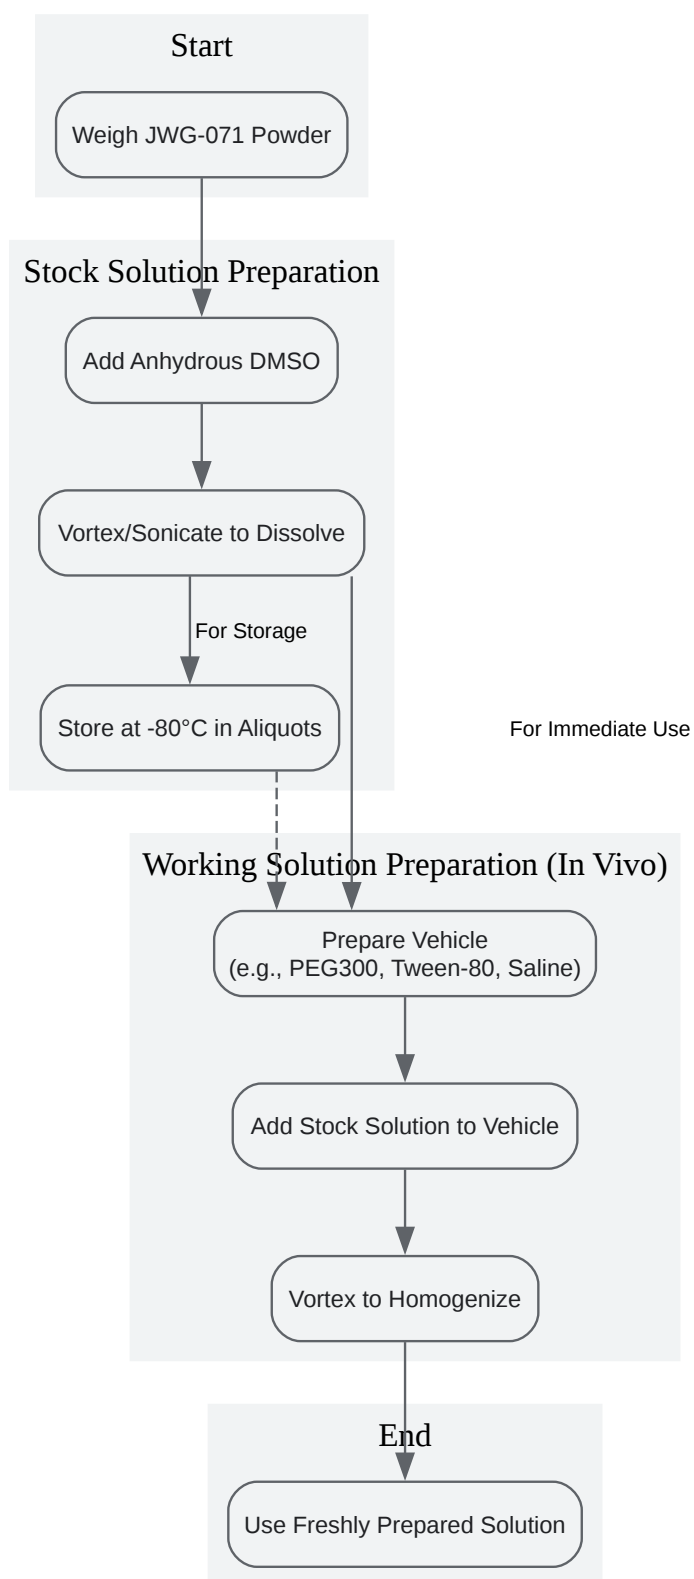 Start
Weigh JWG-071 Powder
Stock Solution Preparation
Add Anhydrous DMSO
Vortex/Sonicate to Dissolve
For Storage
Store at -80°C in Aliquots
For Immediate Use
Working Solution Preparation (In Vivo)
Prepare Vehicle
(e.g., PEG300, Tween-80, Saline)
Add Stock Solution to Vehicle
Vortex to Homogenize
End
Use Freshly Prepared Solution